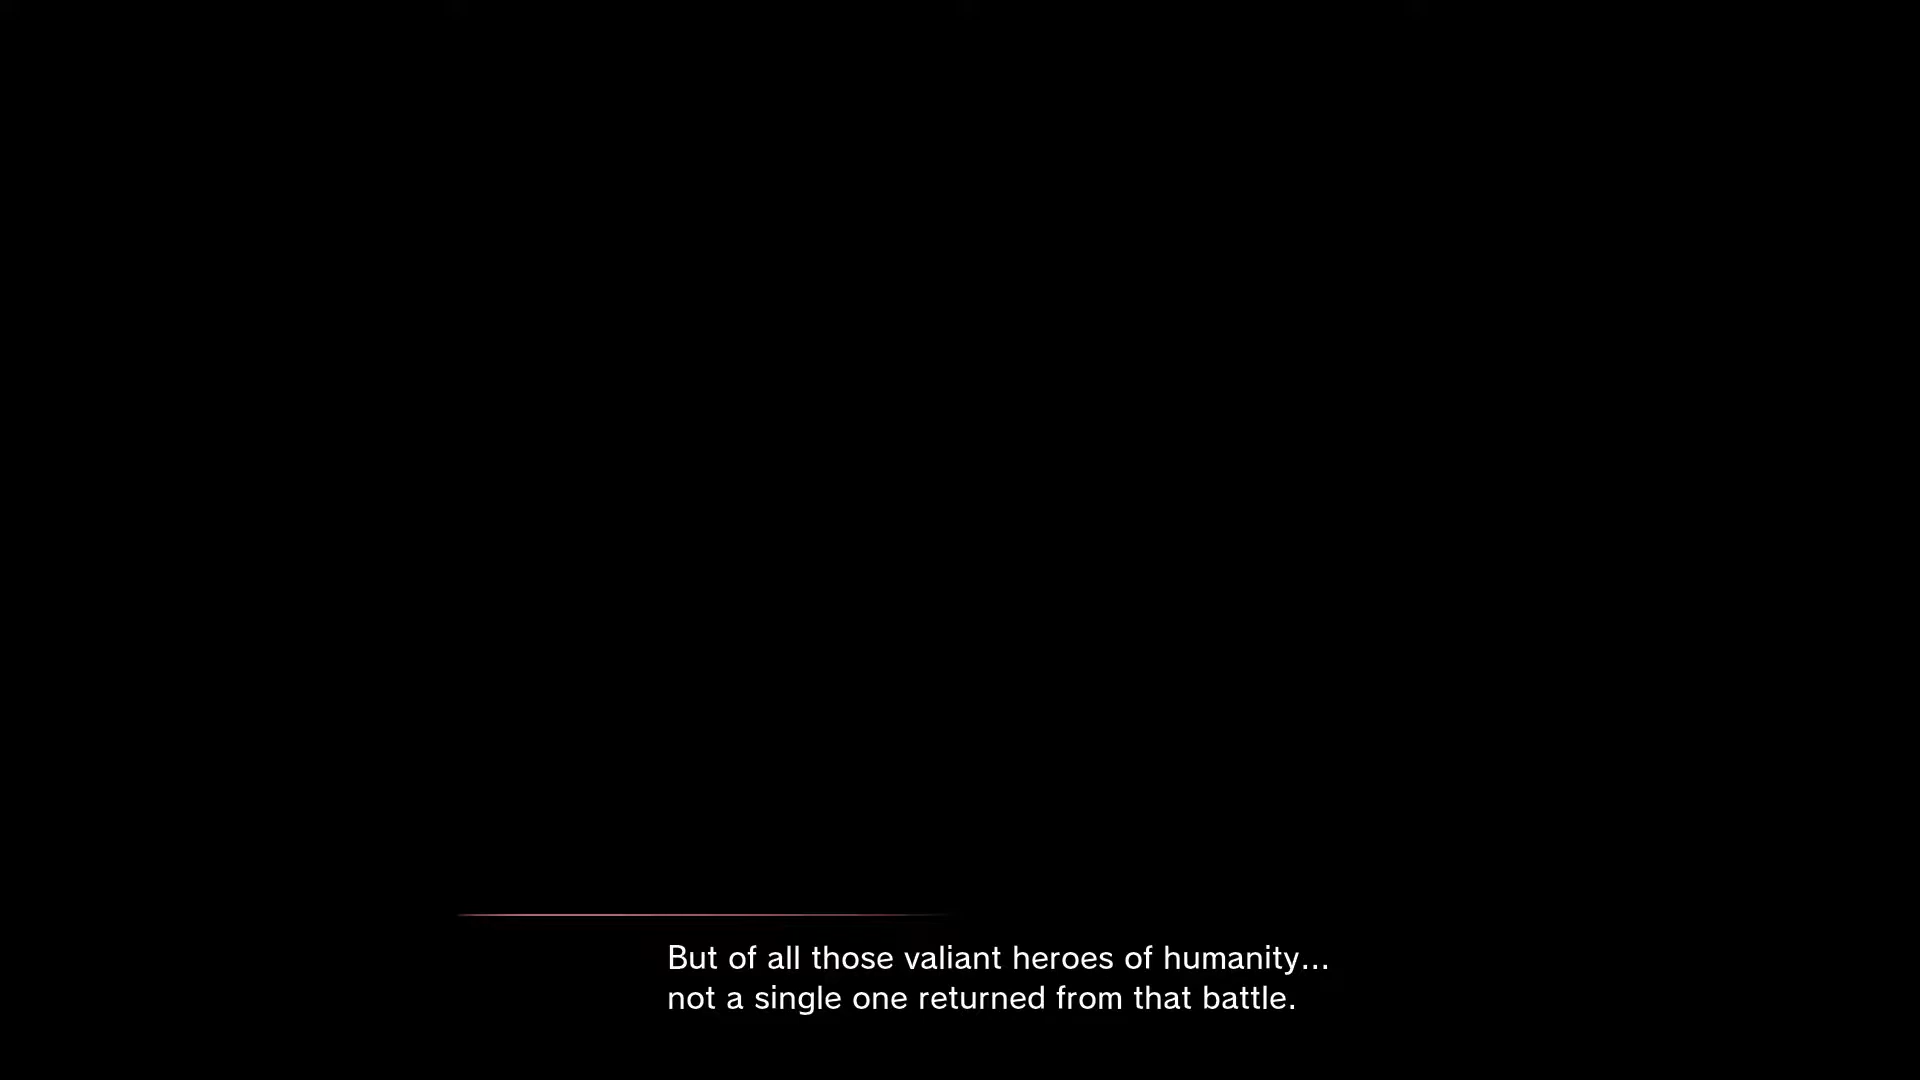 But of all those valiant heroes of humanity...
not a single one returned from that battle.